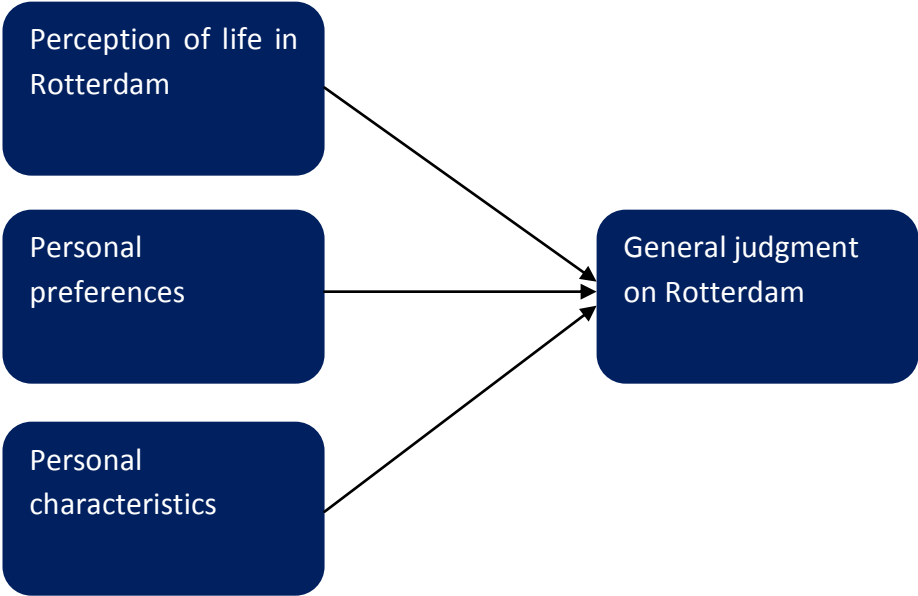 Perception of life in
Rotterdam
Personal
preferences
General judgment
on Rotterdam
Personal
characteristics